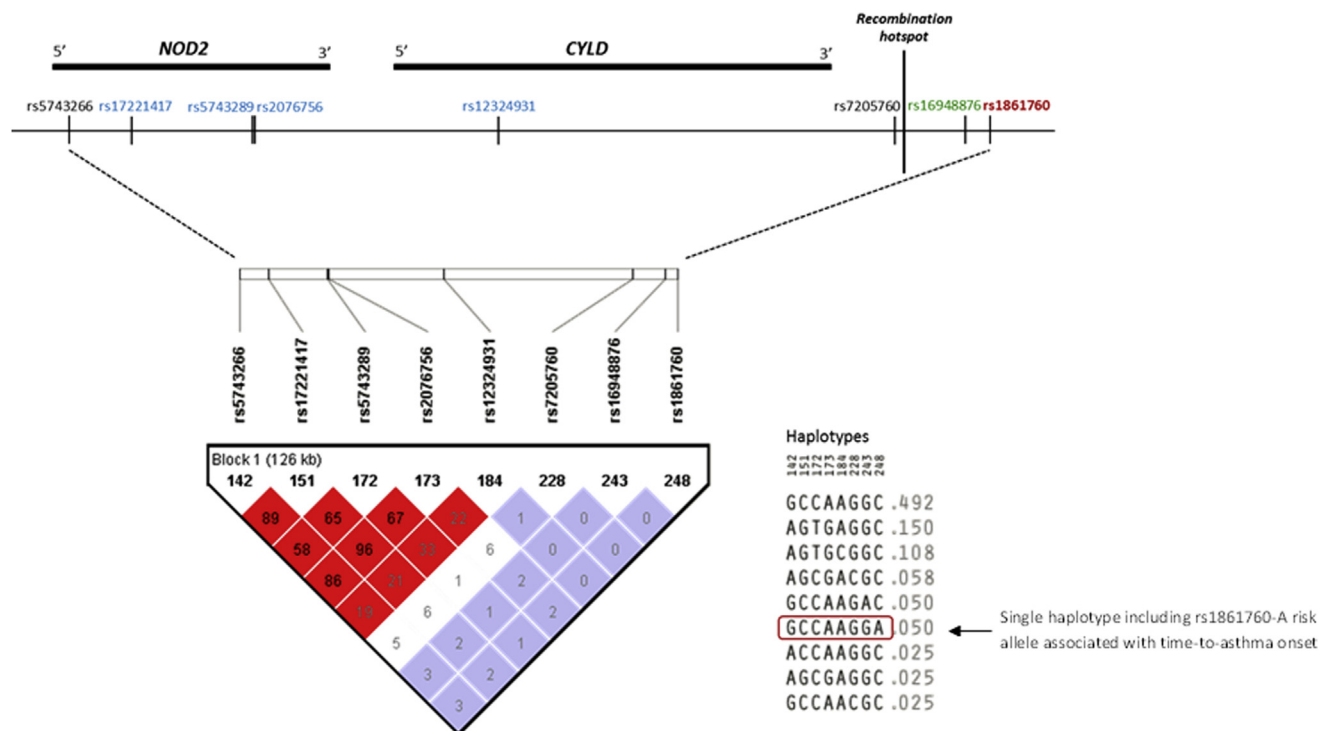 Recombination
hotspot
5’ NOD2 3’ 5’ CYLD 3’
rs5743266 rs17221417 rs5743289 rs2076756 rs12324931 rs7205760 rs16948876 rs1861760
rs5743266 rs17221417 rs5743289 rs2076756 rs12324931 rs7205760 rs16948876 rs1861760
Block 1 (126 kb)
142 151 172 173 184 228 243 248
89 65 67 22 1 0 0
58 96 33 6 0 0
86 21 1 2 0
19 6 1 2
5 2 1
3 2
3
Haplotypes
142 151 172 173 184 228 243 248
GCCAAGGC .492
AGTGAGGC .150
AGTGCGGC .108
AGCGACGC .058
GCCAAGAC .050
GCCAAGGA .050
ACCAAGGC .025
AGCGAGGC .025
GCCAACGC .025
Single haplotype including rs1861760-A risk
allele associated with time-to-asthma onset